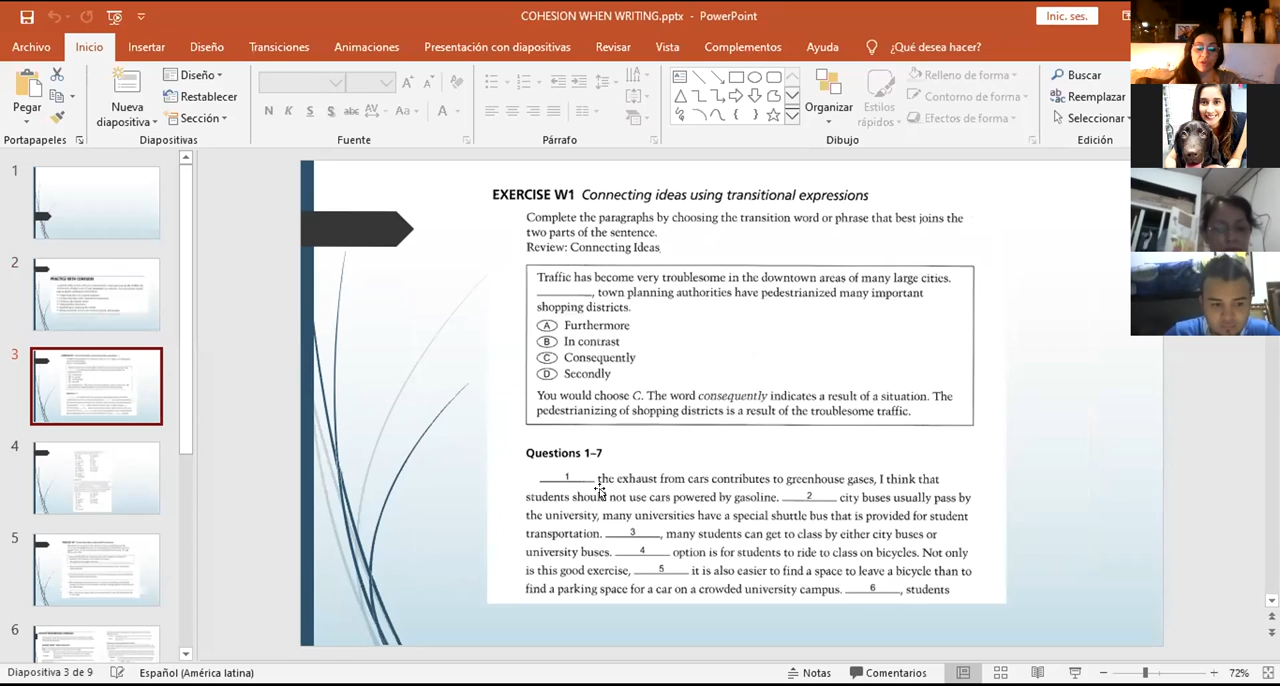 COHESION WHEN WRITING.pptx - PowerPoint
Inic. ses.
Archivo Inicio Insertar Diseño Transiciones Animaciones Presentación con diapositivas Revisar Vista Complementos Ayuda ¿Qué desea hacer?
Pegar
Nueva diapositiva
Diseño
Restablecer
Sección
N K S S abc AV Aa A
Organizar
Estilos rápidos
Relleno de forma
Contorno de forma
Efectos de forma
Buscar
Reemplazar
Seleccionar
Portapapeles Diapositivas Fuente Párrafo Dibujo Edición
1
2
3
4
5
6
EXERCISE W1 Connecting ideas using transitional expressions
Complete the paragraphs by choosing the transition word or phrase that best joins the
two parts of the sentence.
Review: Connecting Ideas
Traffic has become very troublesome in the downtown areas of many large cities.
________, town planning authorities have pedestrianized many important
shopping districts.
A Furthermore
B In contrast
C Consequently
D Secondly
You would choose C. The word consequently indicates a result of a situation. The
pedestrianizing of shopping districts is a result of the troublesome traffic.
Questions 1–7
1 the exhaust from cars contributes to greenhouse gases, I think that
students should not use cars powered by gasoline. 2 city buses usually pass by
the university, many universities have a special shuttle bus that is provided for student
transportation. 3, many students can get to class by either city buses or
university buses. 4 option is for students to ride to class on bicycles. Not only
is this good exercise, 5 it is also easier to find a space to leave a bicycle than to
find a parking space for a car on a crowded university campus. 6, students
Diapositiva 3 de 9 Español (América latina) Notas Comentarios 72%